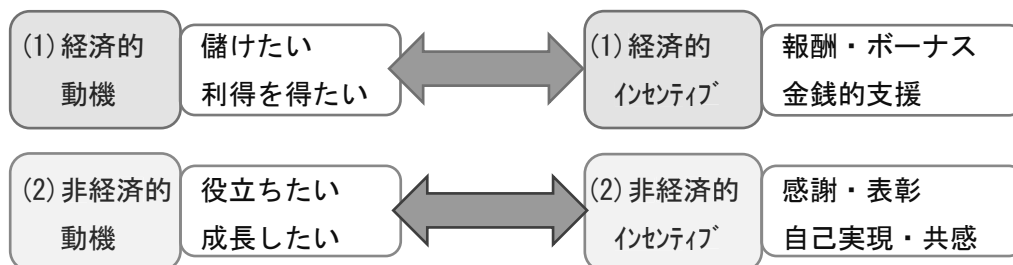 (1)経済的
動機
儲けたい
利得を得たい
(1)経済的
ｲﾝｾﾝﾃｨﾌﾞ
報酬・ボーナス
金銭的支援
(2)非経済的
動機
役立ちたい
成長したい
(2)非経済的
ｲﾝｾﾝﾃｨﾌﾞ
感謝・表彰
自己実現・共感